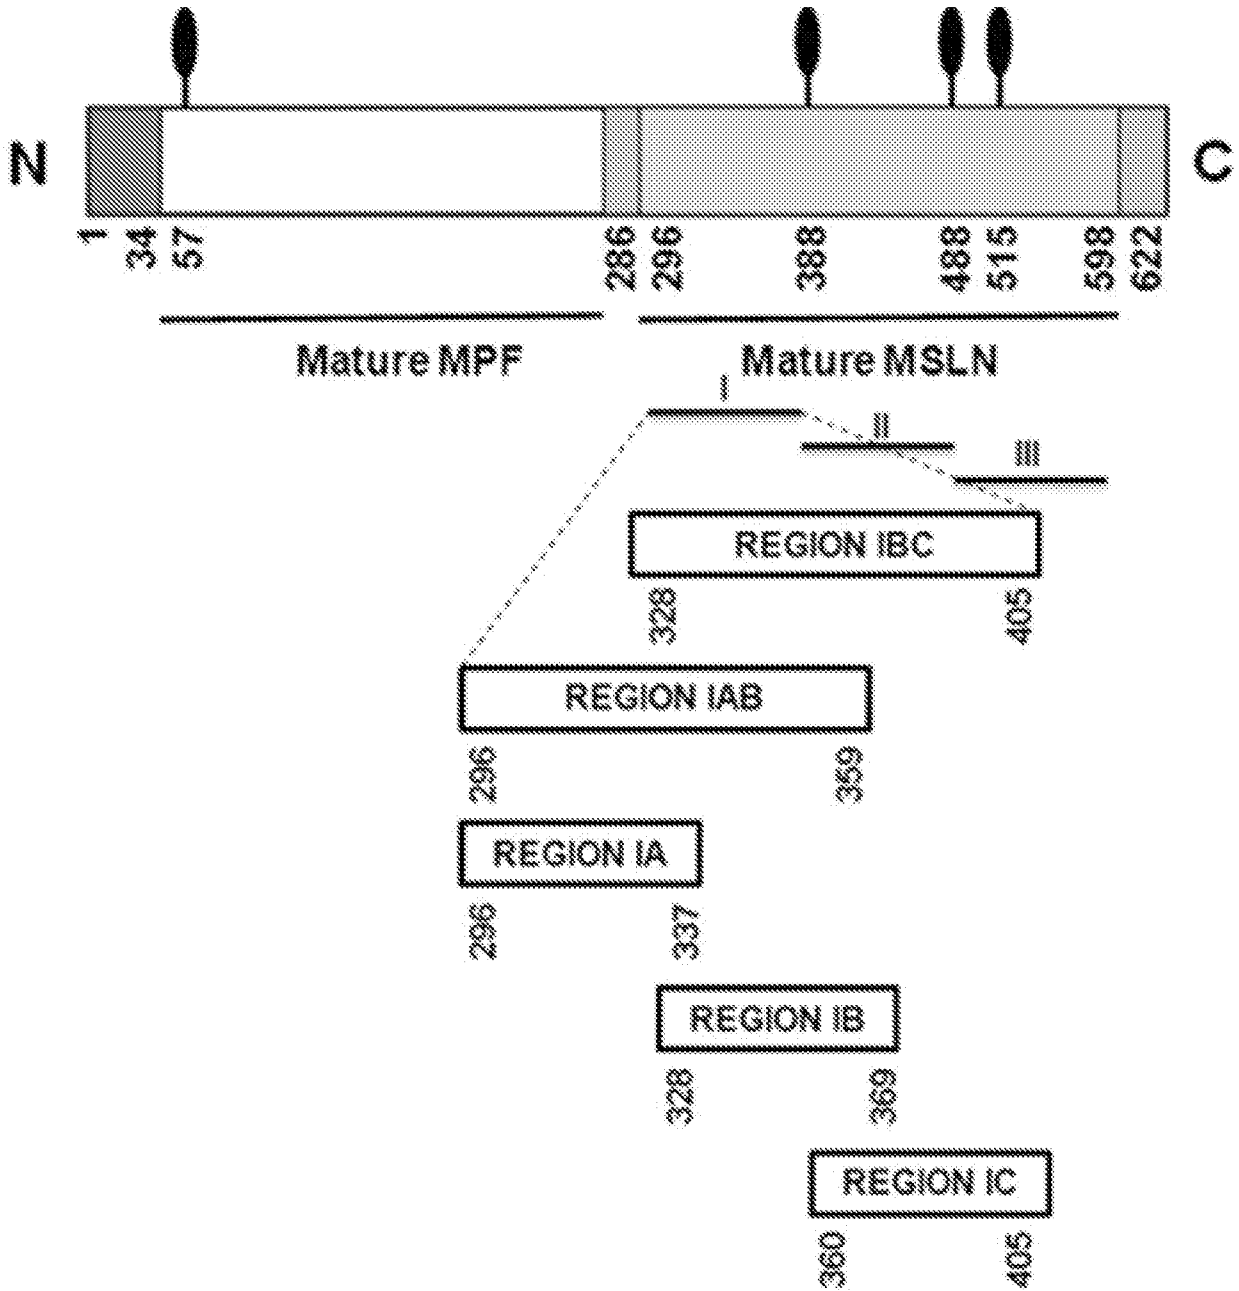 N
C
1 34 57 286 296 388 488 515 598 622
Mature MPF Mature MSLN
I
II
III
REGION IBC
328 405
REGION IAB
296 359
REGION IA
296 337
REGION IB
328 369
REGION IC
360 405